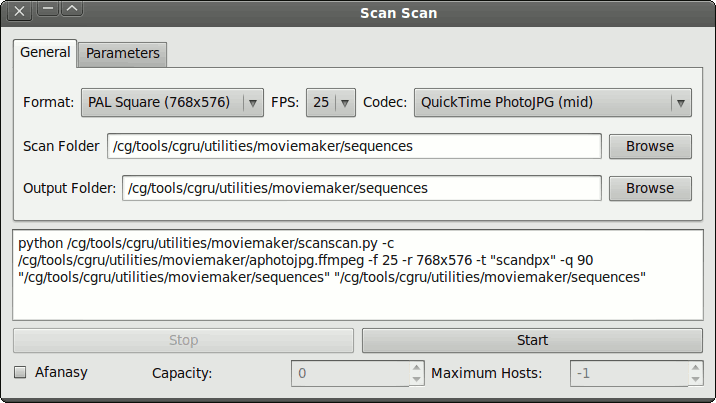 Scan Scan
General Parameters
Format: PAL Square (768x576) FPS: 25 Codec: QuickTime PhotoJPG (mid)
Scan Folder /cg/tools/cgru/utilities/moviemaker/sequences Browse
Output Folder: /cg/tools/cgru/utilities/moviemaker/sequences Browse
python /cg/tools/cgru/utilities/moviemaker/scanscan.py -c
/cg/tools/cgru/utilities/moviemaker/aphotojpg.ffmpeg -f 25 -r 768x576 -t "scandpx" -q 90
"/cg/tools/cgru/utilities/moviemaker/sequences" "/cg/tools/cgru/utilities/moviemaker/sequences"
Stop Start
Afanasy Capacity: 0 Maximum Hosts: -1